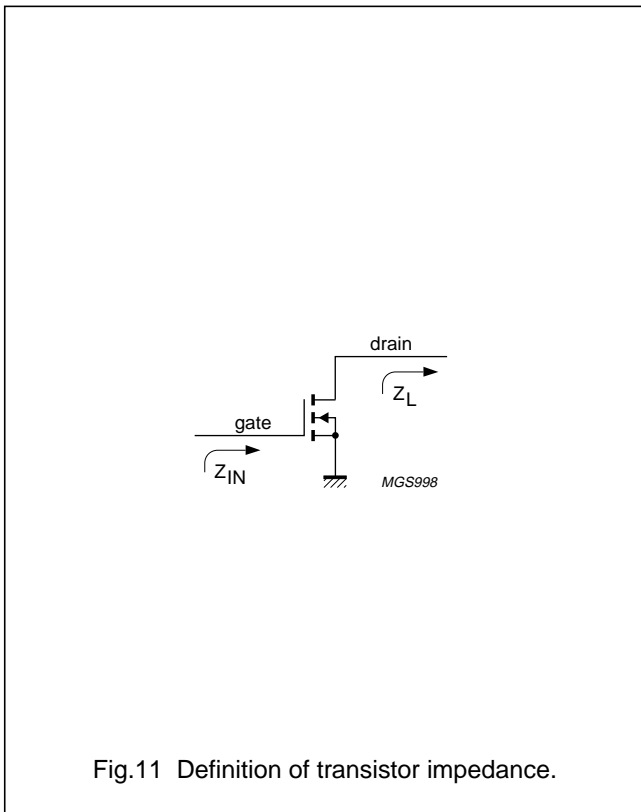 drain
Z_L
gate
Z_IN
MGS998
Fig.11 Definition of transistor impedance.